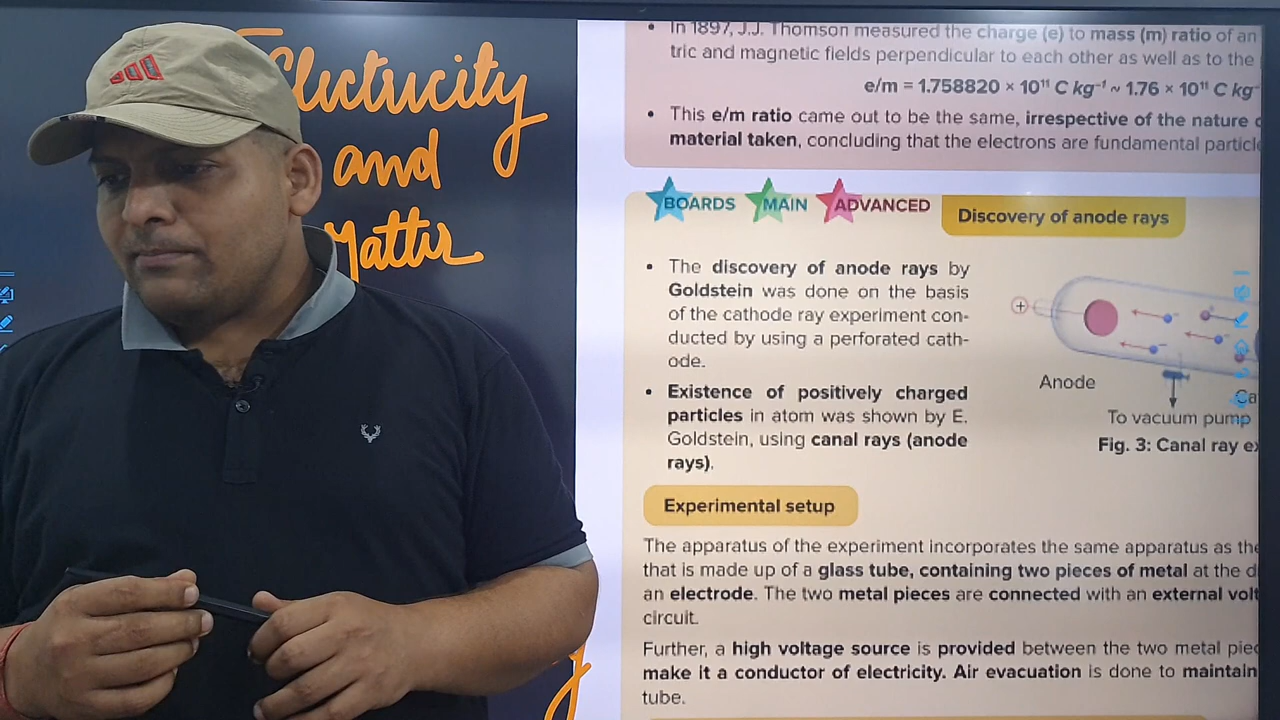 Electricity
and
Matter
• In 1897, J.J. Thomson measured the charge (e) to mass (m) ratio of an
tric and magnetic fields perpendicular to each other as well as to the
e/m = 1.758820 × 10¹¹ C kg⁻¹ ~ 1.76 × 10¹¹ C kg
• This e/m ratio came out to be the same, irrespective of the nature
material taken, concluding that the electrons are fundamental
BOARDS MAIN ADVANCED
Discovery of anode rays
• The discovery of anode rays by
Goldstein was done on the basis
of the cathode ray experiment con-
ducted by using a perforated cath-
ode.
• Existence of positively charged
particles in atom was shown by E.
Goldstein, using canal rays (anode
rays).
+
Anode
Ca
To vacuum pump
Fig. 3: Canal ray
Experimental setup
The apparatus of the experiment incorporates the same apparatus as the
that is made up of a glass tube, containing two pieces of metal at the
an electrode. The two metal pieces are connected with an external
circuit.
Further, a high voltage source is provided between the two metal
make it a conductor of electricity. Air evacuation is done to maintain
tube.